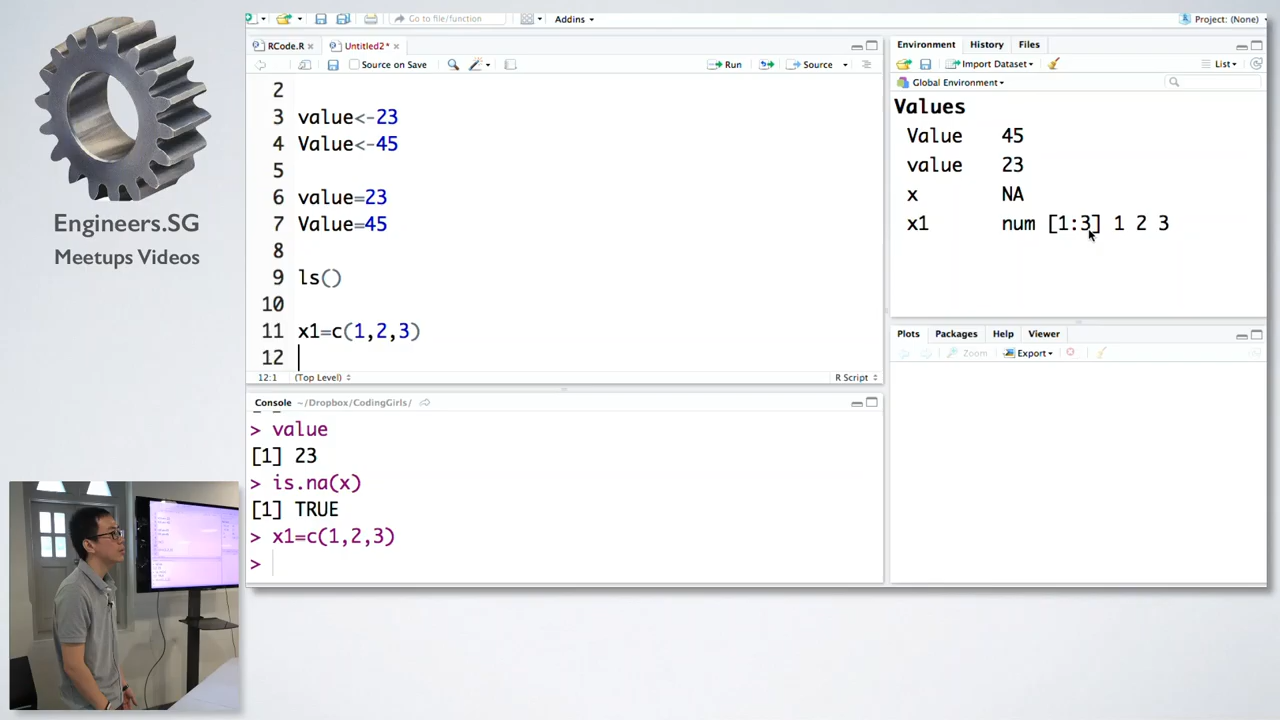 Engineers.SG
Meetups Videos
Go to file/function
Addins
Project: (None)
RCode.R
Untitled2*
Source on Save
Run
Source
2
3 value<-23
4 Value<-45
5
6 value=23
7 Value=45
8
9 ls()
10
11 x1=c(1,2,3)
12
12:1 (Top Level) R Script
Console ~/Dropbox/CodingGirls/
> value
[1] 23
> is.na(x)
[1] TRUE
> x1=c(1,2,3)
>
Environment History Files
Import Dataset List
Global Environment
Values
Value 45
value 23
x NA
x1 num [1:3] 1 2 3
Plots Packages Help Viewer
Zoom Export